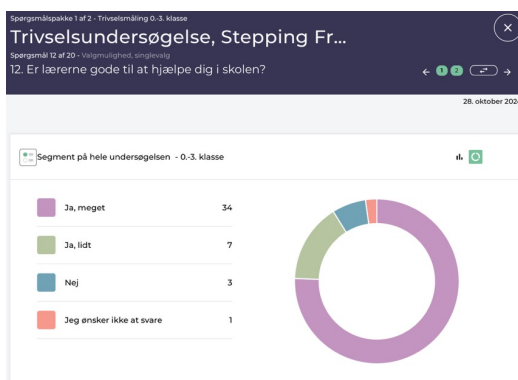 Spørgsmålspakke 1 af 2 - Trivselsmåling 0.-3. klasse
Trivselsundersøgelse, Stepping Fr...
Spørgsmål 12 af 20 - Valgmulighed, singlevalg
12. Er lærerne gode til at hjælpe dig i skolen?
1 2
28. oktober 202
Segment på hele undersøgelsen - 0.-3. klasse
Ja, meget 34
Ja, lidt 7
Nej 3
Jeg ønsker ikke at svare 1